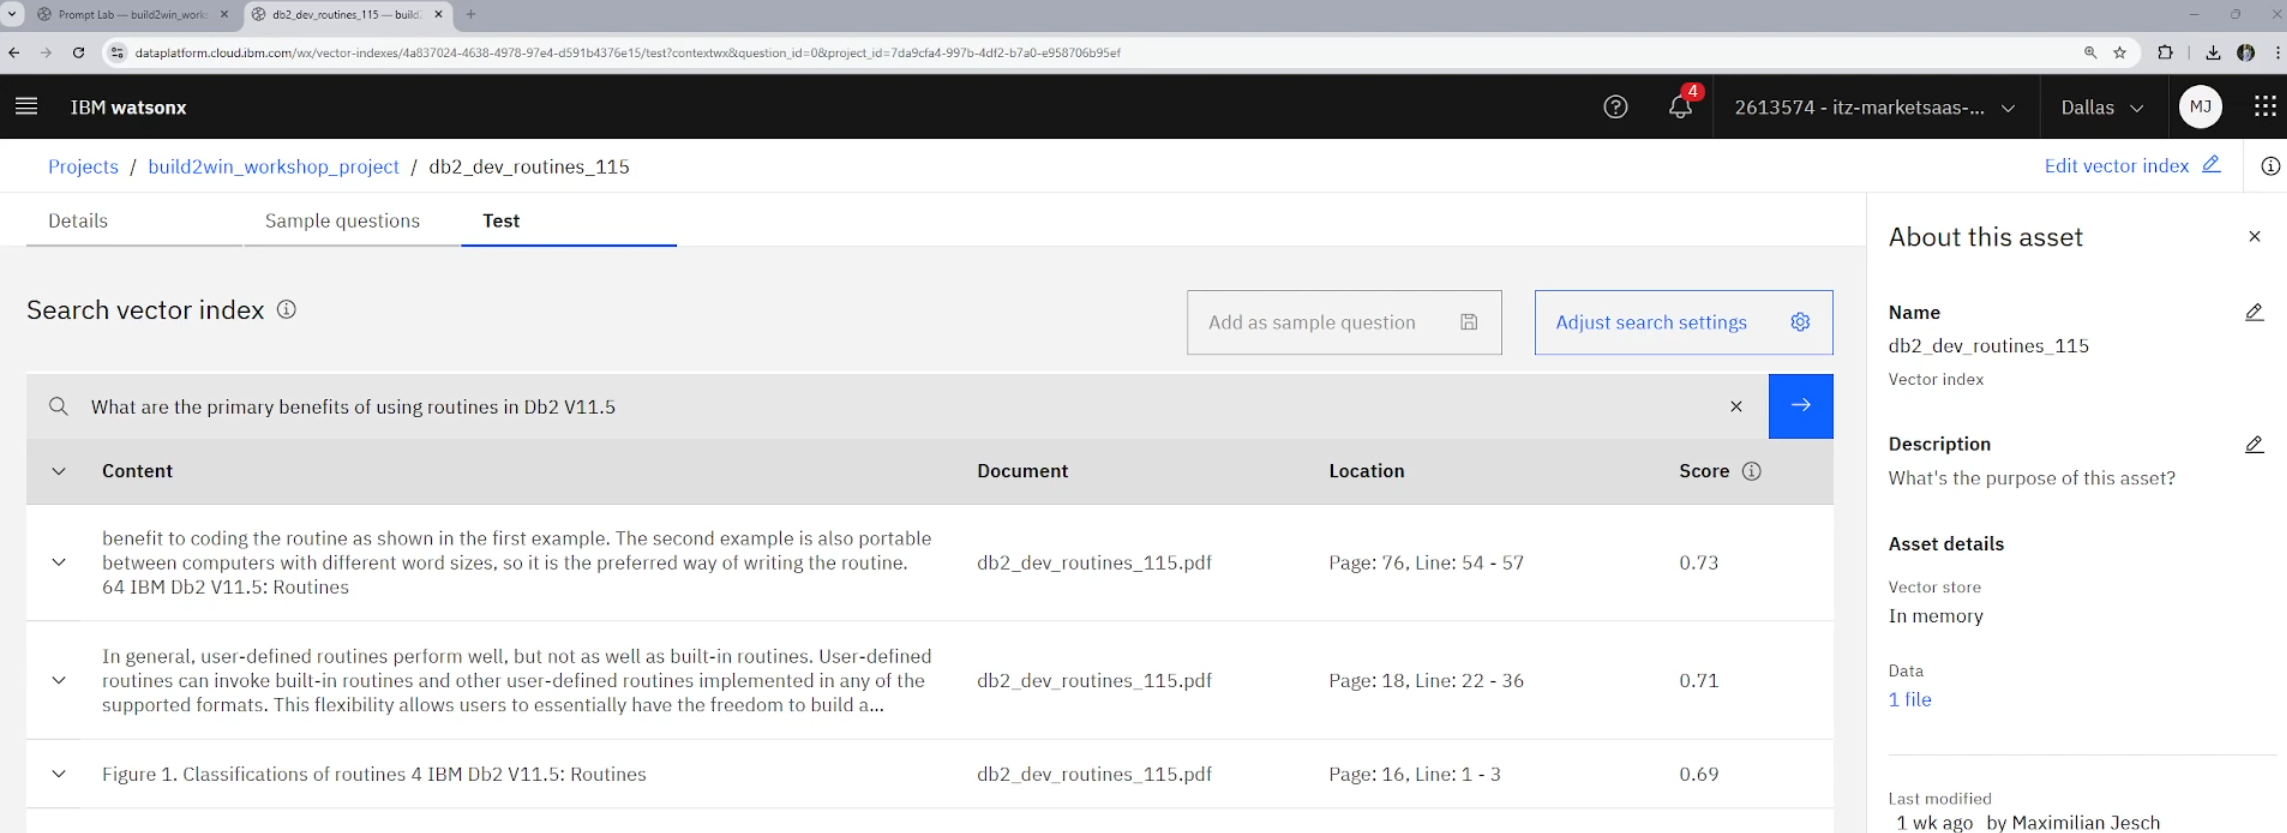 Prompt Lab — build2win_works
db2_dev_routines_115 — build2
dataplatform.cloud.ibm.com/wx/vector-indexes/4a837024-4638-4978-97e4-d591b4376e15/test?contextwx&question_id=0&project_id=7da9cfa4-997b-4df2-b7a0-e958706b95ef
IBM watsonx
4
2613574 - itz-marketsaas-...
Dallas
MJ
Projects / build2win_workshop_project / db2_dev_routines_115
Edit vector index
Details
Sample questions
Test
Search vector index
Add as sample question
Adjust search settings
What are the primary benefits of using routines in Db2 V11.5
Content Document Location Score
benefit to coding the routine as shown in the first example. The second example is also portable
between computers with different word sizes, so it is the preferred way of writing the routine.
64 IBM Db2 V11.5: Routines
db2_dev_routines_115.pdf
Page: 76, Line: 54 - 57
0.73
In general, user-defined routines perform well, but not as well as built-in routines. User-defined
routines can invoke built-in routines and other user-defined routines implemented in any of the
supported formats. This flexibility allows users to essentially have the freedom to build a...
db2_dev_routines_115.pdf
Page: 18, Line: 22 - 36
0.71
Figure 1. Classifications of routines 4 IBM Db2 V11.5: Routines
db2_dev_routines_115.pdf
Page: 16, Line: 1 - 3
0.69
About this asset
Name
db2_dev_routines_115
Vector index
Description
What's the purpose of this asset?
Asset details
Vector store
In memory
Data
1 file
Last modified
1 wk ago by Maximilian Jesch